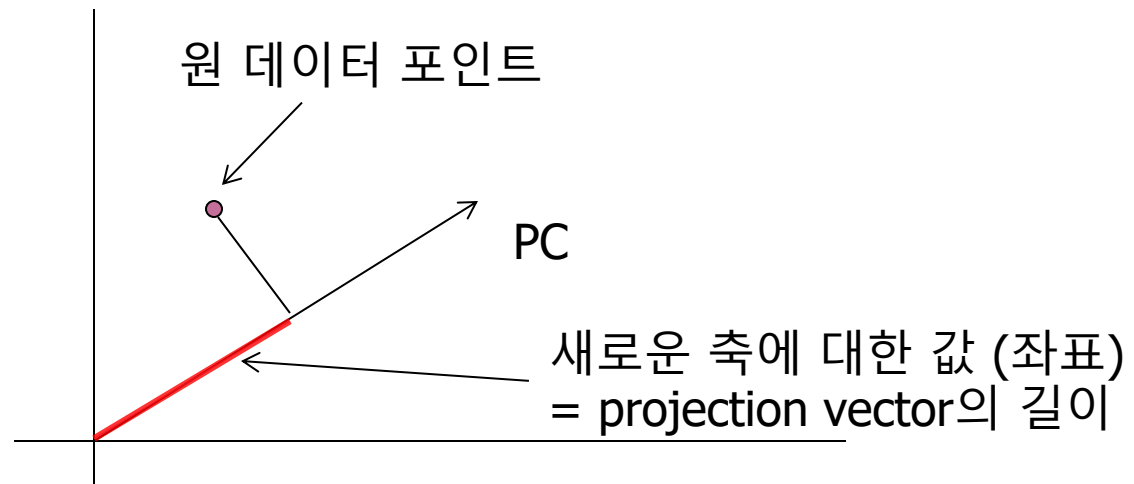 원 데이터 포인트
PC
새로운 축에 대한 값 (좌표)
= projection vector의 길이